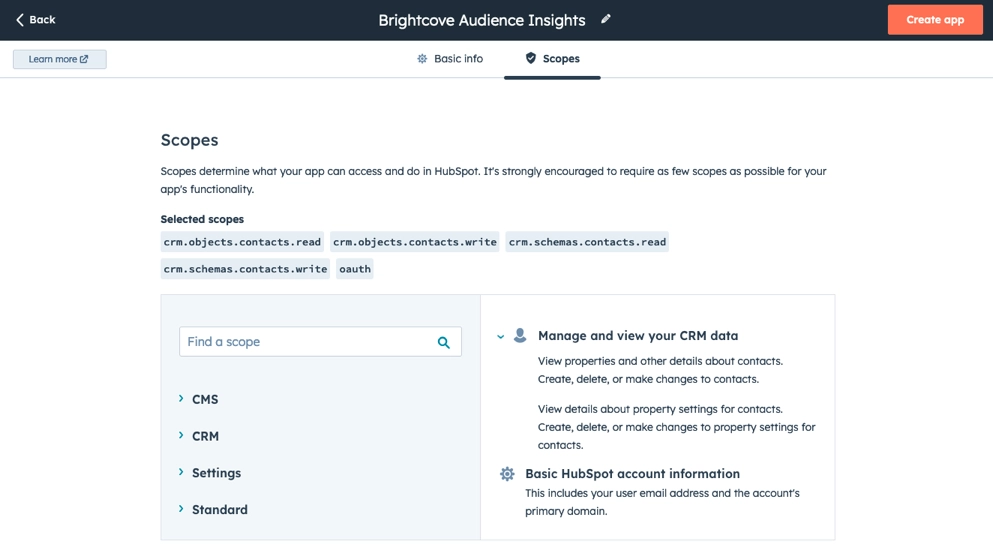 Back
Brightcove Audience Insights
Create app
Learn more
Basic info
Scopes
Scopes
Scopes determine what your app can access and do in HubSpot. It's strongly encouraged to require as few scopes as possible for your
app's functionality.
Selected scopes
crm.objects.contacts.read crm.objects.contacts.write crm.schemas.contacts.read
crm.schemas.contacts.write oauth
Find a scope
CMS
CRM
Settings
Standard
Manage and view your CRM data
View properties and other details about contacts.
Create, delete, or make changes to contacts.
View details about property settings for contacts.
Create, delete, or make changes to property settings for
contacts.
Basic HubSpot account information
This includes your user email address and the account's
primary domain.